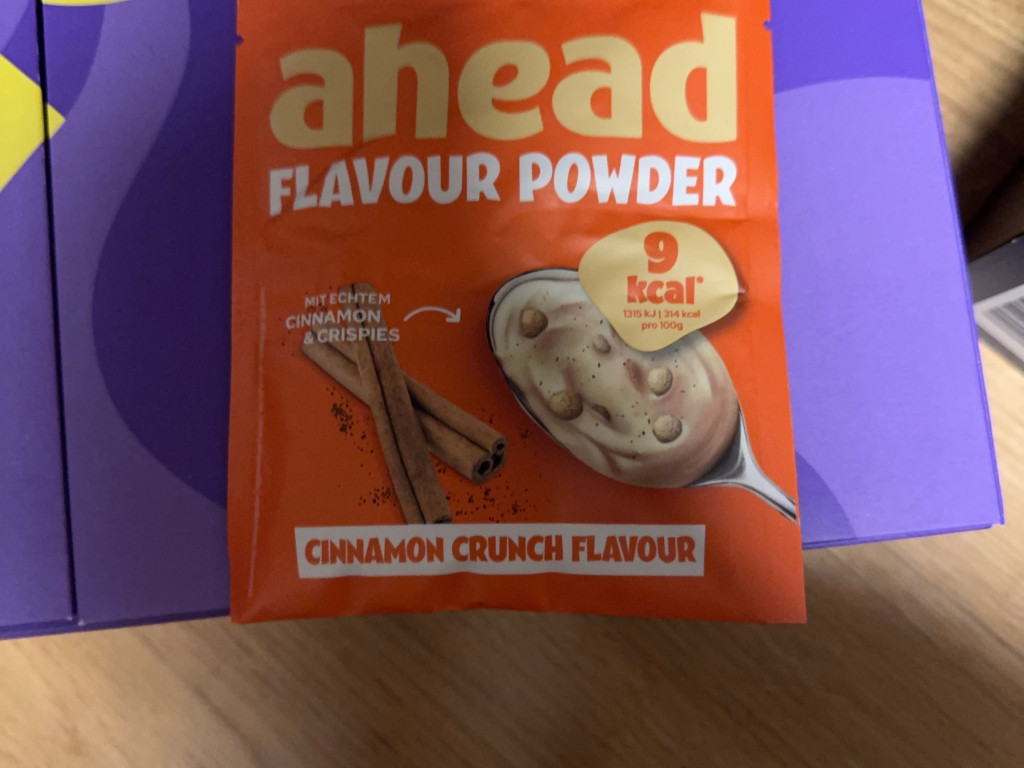 ahead
FLAVOUR POWDER
9
kcal*
1315 kJ | 314 kcal
pro 100g
MIT ECHTEM
CINNAMON
& CRISPIES
CINNAMON CRUNCH FLAVOUR